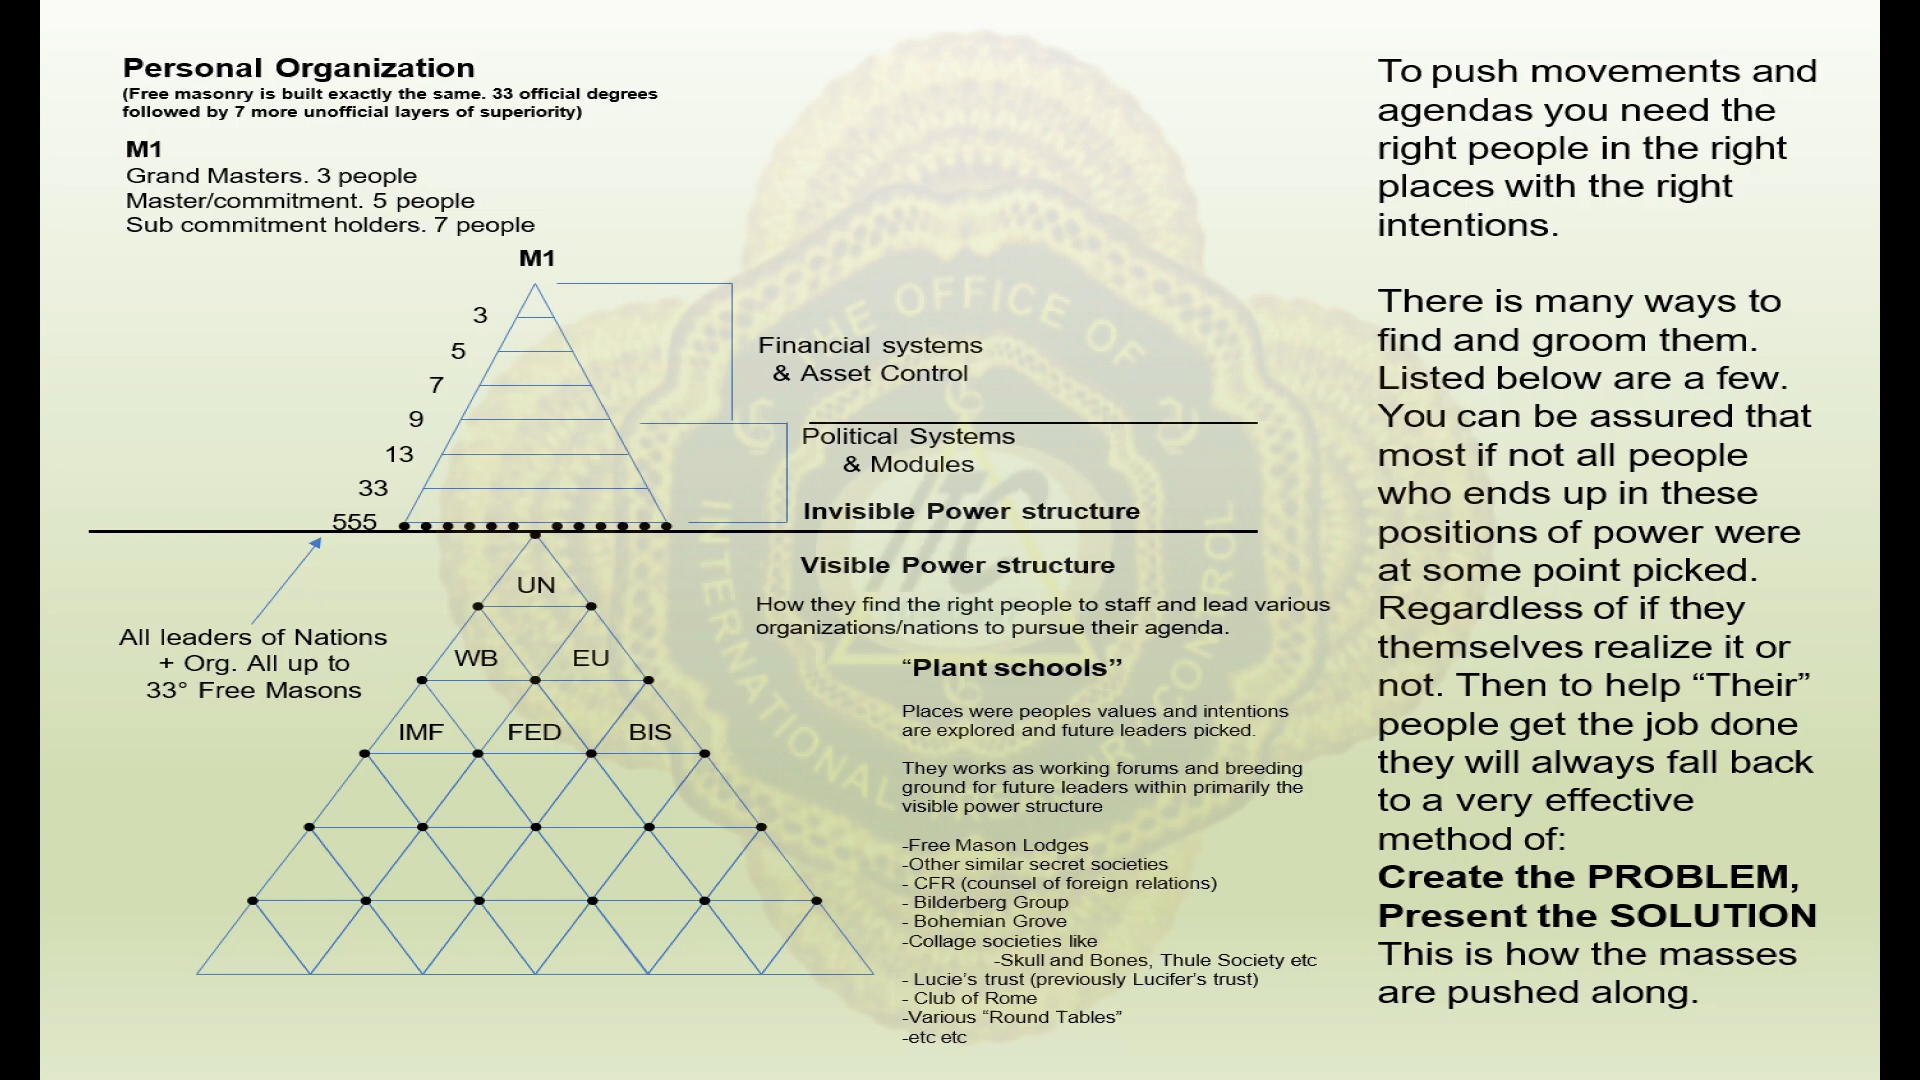 Personal Organization
(Free masonry is built exactly the same. 33 official degrees
followed by 7 more unofficial layers of superiority)
M1
Grand Masters. 3 people
Master/commitment. 5 people
Sub commitment holders. 7 people
M1
3
5
7
9
13
33
555
Financial systems
& Asset Control
Political Systems
& Modules
Invisible Power structure
Visible Power structure
All leaders of Nations
+ Org. All up to
33° Free Masons
UN
WB EU
IMF FED BIS
How they find the right people to staff and lead various
organizations/nations to pursue their agenda.
“Plant schools”
Places were peoples values and intentions
are explored and future leaders picked.
They works as working forums and breeding
ground for future leaders within primarily the
visible power structure
-Free Mason Lodges
-Other similar secret societies
- CFR (counsel of foreign relations)
- Bilderberg Group
- Bohemian Grove
-Collage societies like
-Skull and Bones, Thule Society etc
- Lucie’s trust (previously Lucifer’s trust)
- Club of Rome
-Various “Round Tables”
-etc etc
To push movements and
agendas you need the
right people in the right
places with the right
intentions.
There is many ways to
find and groom them.
Listed below are a few.
You can be assured that
most if not all people
who ends up in these
positions of power were
at some point picked.
Regardless of if they
themselves realize it or
not. Then to help “Their”
people get the job done
they will always fall back
to a very effective
method of:
Create the PROBLEM,
Present the SOLUTION
This is how the masses
are pushed along.
THE OFFICE OF
INTERNATIONAL
CONTROL